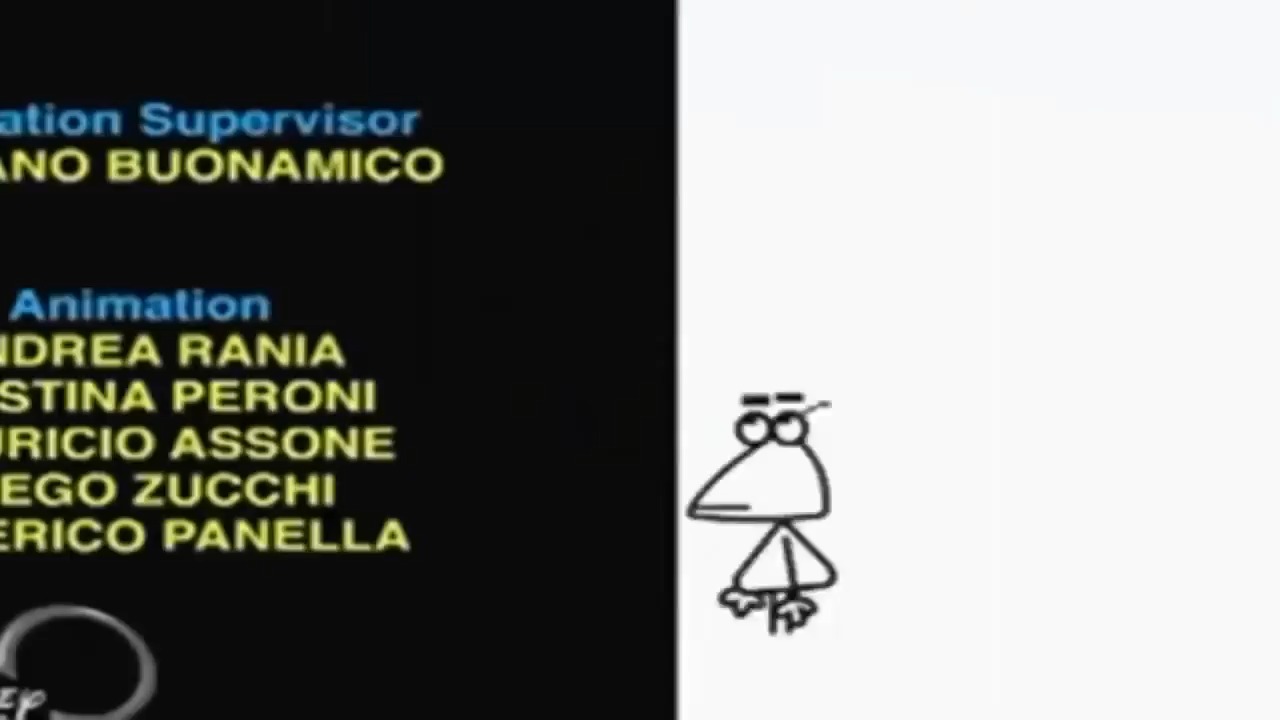 ation Supervisor
ANO BUONAMICO
Animation
NDREA RANIA
STINA PERONI
URICIO ASSONE
EGO ZUCCHI
ERICO PANELLA